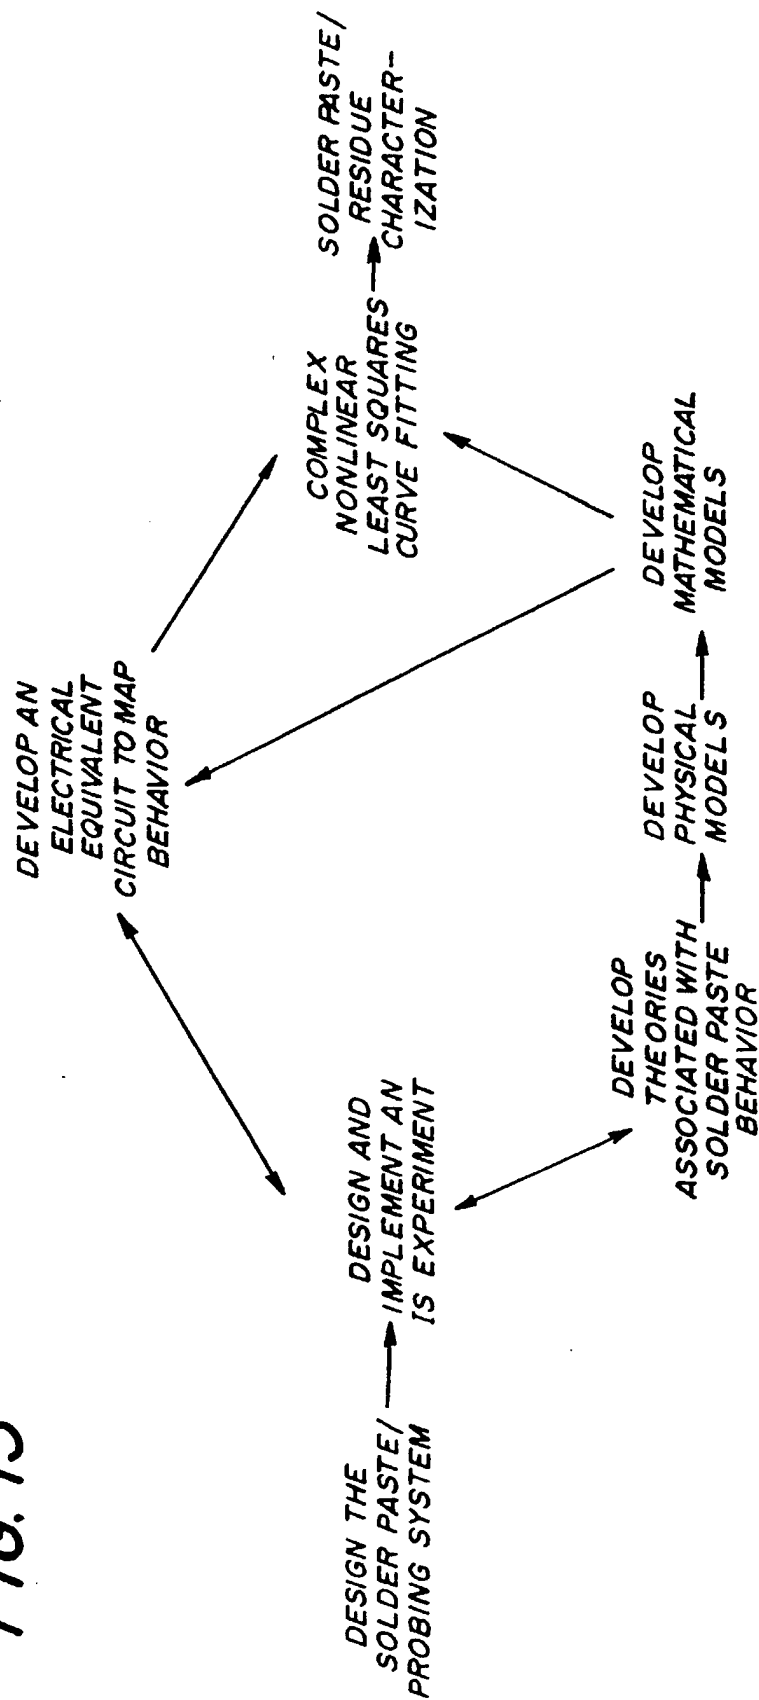 FIG.
DESIGN THE
SOLDER PASTE/
PROBING SYSTEM
DESIGN AND
IMPLEMENT AN
IS EXPERIMENT
DEVELOP AN
ELECTRICAL
EQUIVALENT
CIRCUIT TO MAP
BEHAVIOR
DEVELOP
THEORIES
ASSOCIATED WITH
SOLDER PASTE
BEHAVIOR
DEVELOP
PHYSICAL
MODELS
DEVELOP
MATHEMATICAL
MODELS
COMPLEX
NONLINEAR
LEAST SQUARES
CURVE FITTING
SOLDER PASTE/
RESIDUE
CHARACTER-
IZATION